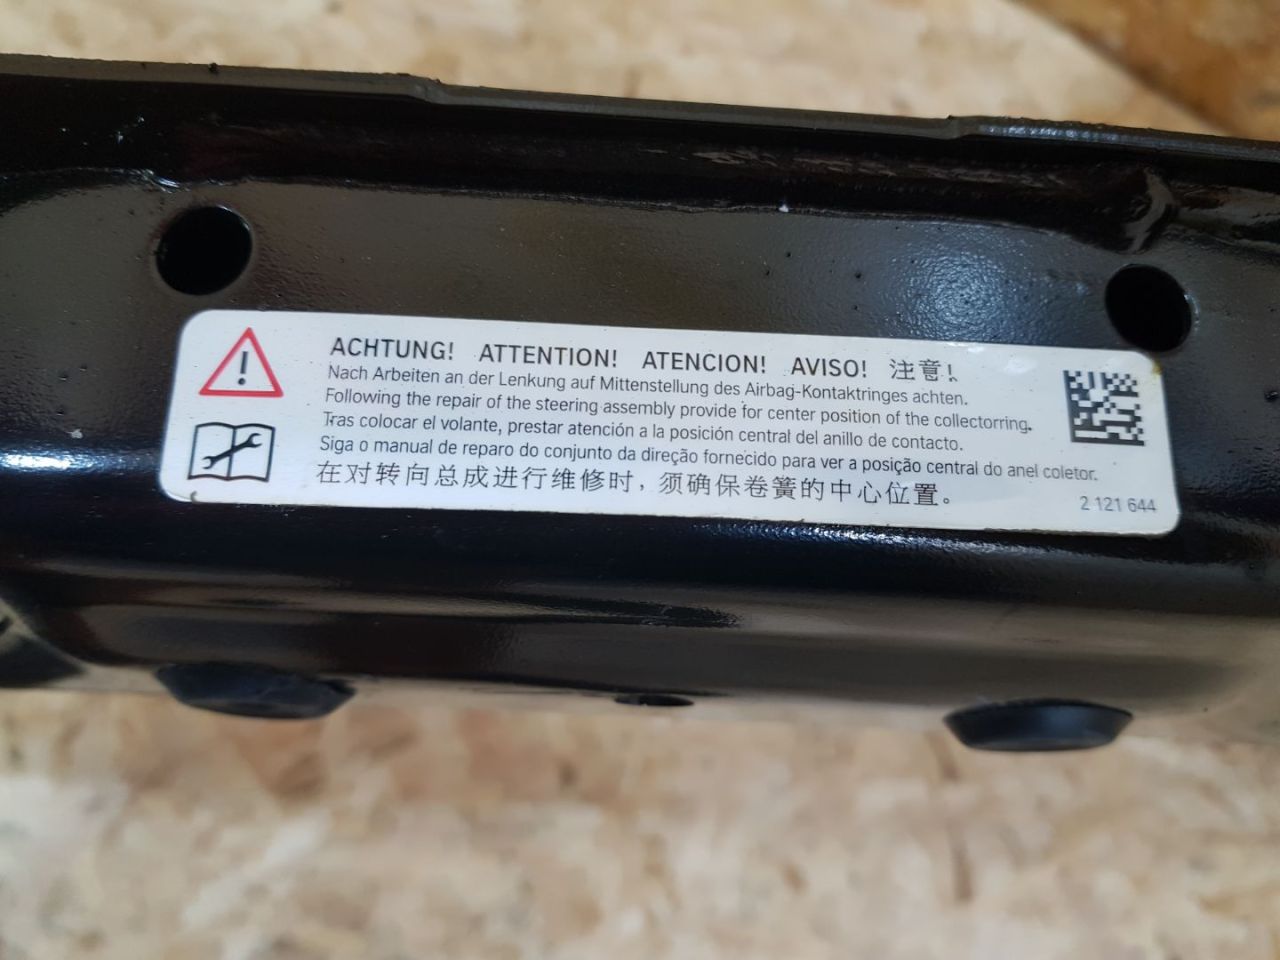 ACHTUNG! ATTENTION! ATENCION! AVISO! 注意!
Nach Arbeiten an der Lenkung auf Mittenstellung des Airbag-Kontaktringes achten.
Following the repair of the steering assembly provide for center position of the collectorring.
Tras colocar el volante, prestar atención a la posición central del anillo de contacto.
Siga o manual de reparo do conjunto da direção fornecido para ver a posição central do anel coletor.
在对转向总成进行维修时，须确保卷簧的中心位置。
2 121 644